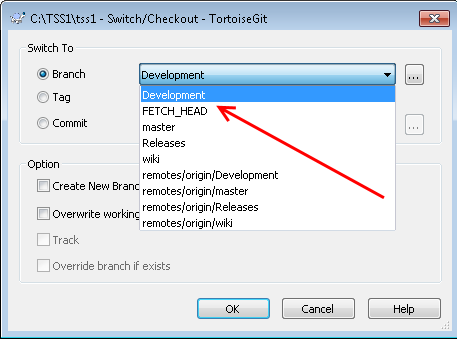 C:\TSS1\tss1 - Switch/Checkout - TortoiseGit
Switch To
Branch
Development
...
Development
Tag
FETCH_HEAD
master
Commit
...
Releases
wiki
Option
remotes/origin/Development
Create New Branc
remotes/origin/master
Overwrite working
remotes/origin/Releases
remotes/origin/wiki
Track
Override branch if exists
OK
Cancel
Help